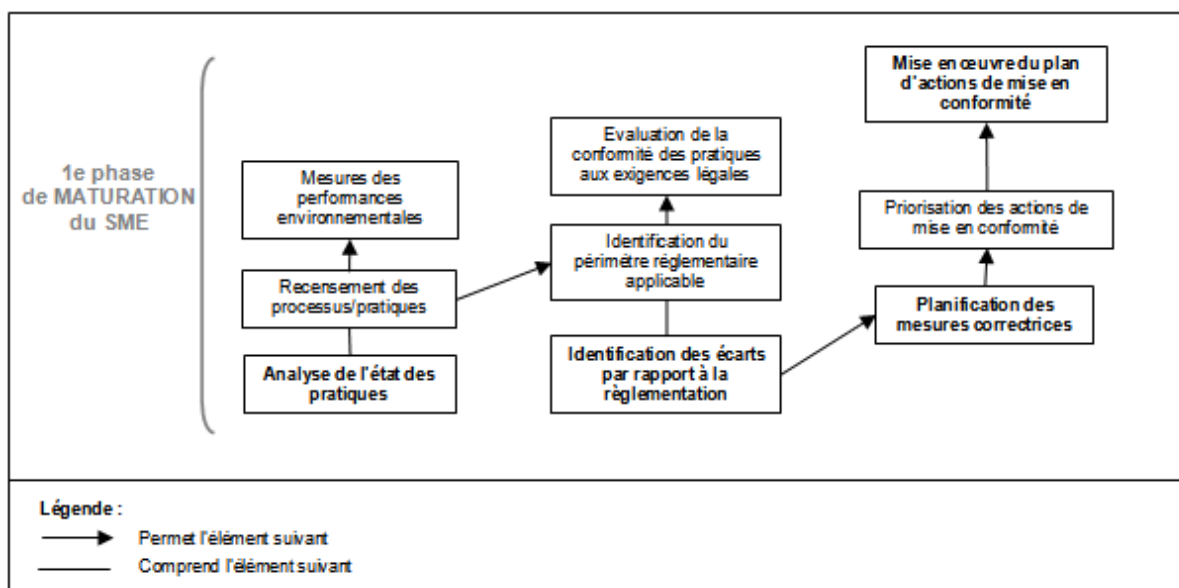 1e phase
de MATURATION
du SME
Mesures des
performances
environnementales
Recensement des
processus/pratiques
Analyse de l'état des
pratiques
Evaluation de la
conformité des pratiques
aux exigences légales
Identification du
périmètre réglementaire
applicable
Identification des écarts
par rapport à la
règlementation
Mise en œuvre du plan
d'actions de mise en
conformité
Priorisation des actions de
mise en conformité
Planification des
mesures correctrices
Légende :
Permet l'élément suivant
Comprend l'élément suivant